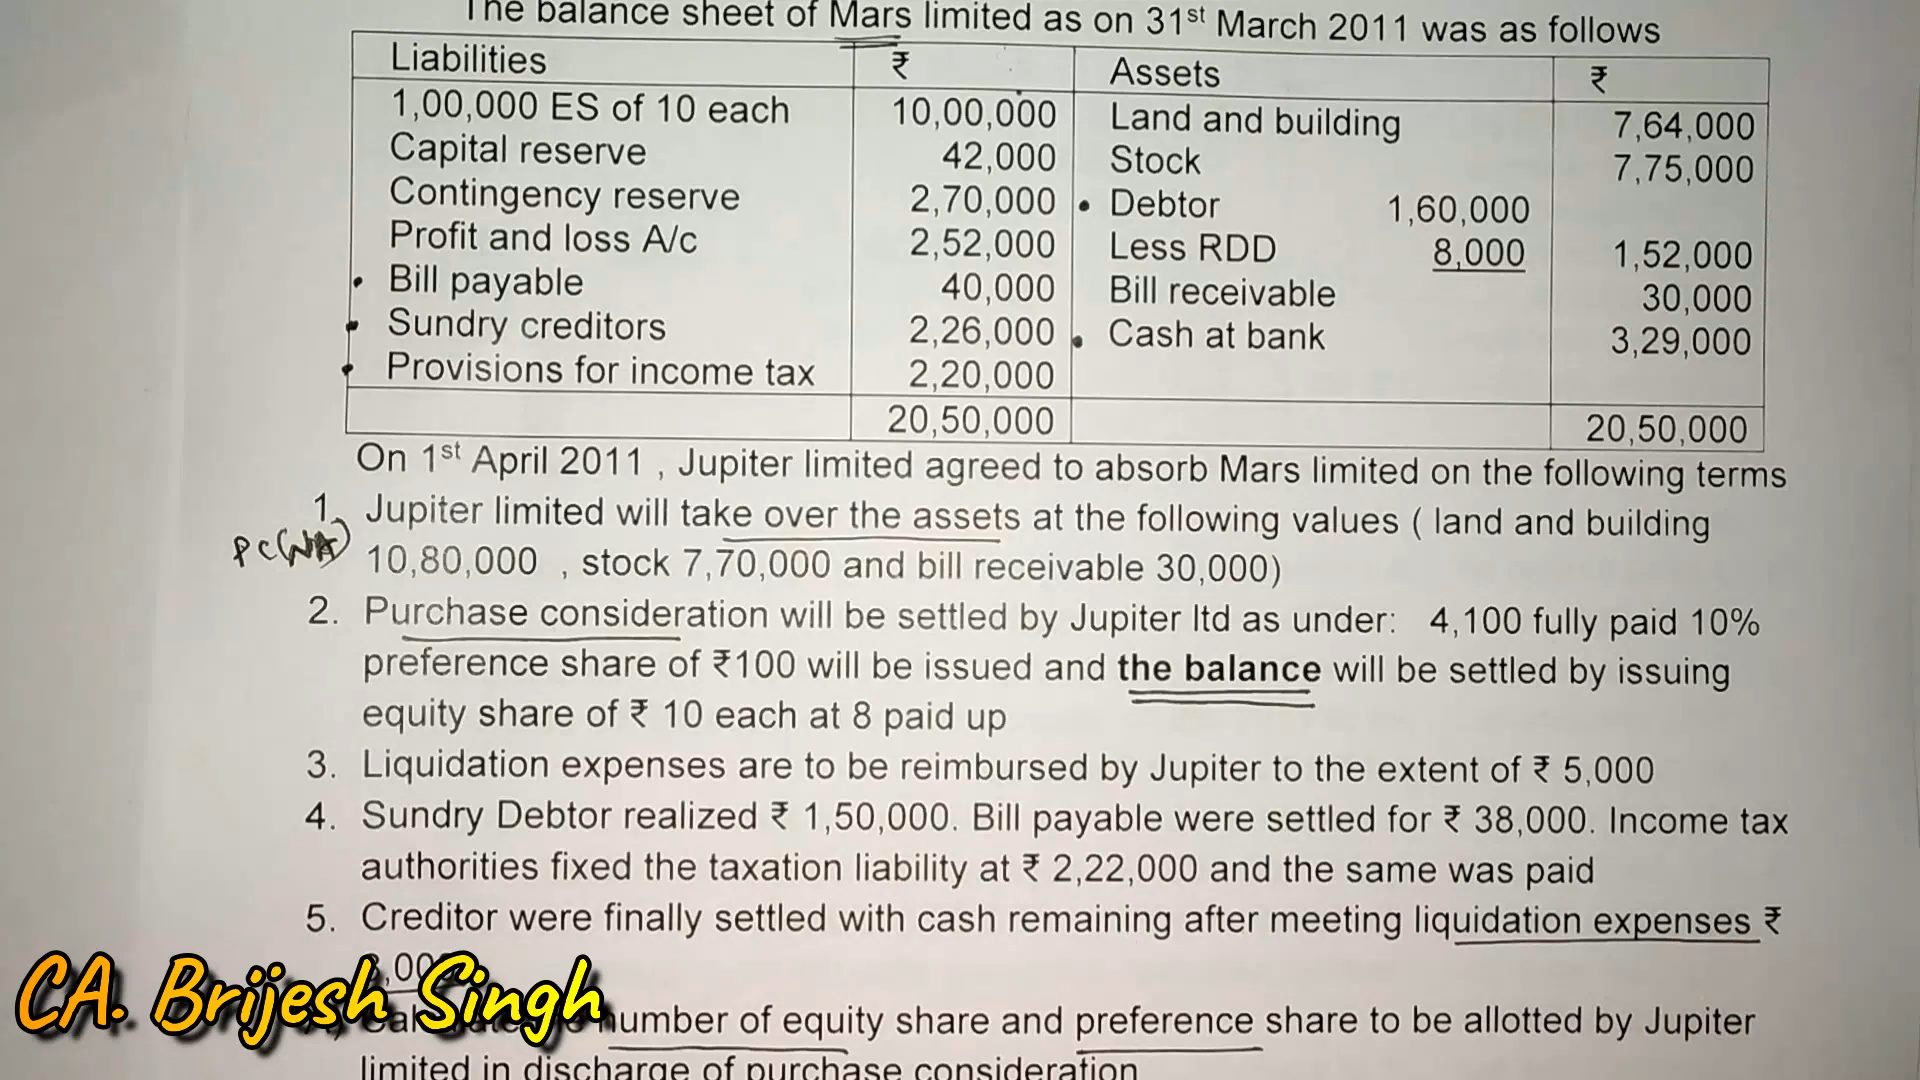 The balance sheet of Mars limited as on 31st March 2011 was as follows
Liabilities ₹ Assets ₹
1,00,000 ES of 10 each 10,00,000 Land and building 7,64,000
Capital reserve 42,000 Stock 7,75,000
Contingency reserve 2,70,000 • Debtor 1,60,000
Profit and loss A/c 2,52,000 Less RDD 8,000 1,52,000
• Bill payable 40,000 Bill receivable 30,000
• Sundry creditors 2,26,000 • Cash at bank 3,29,000
• Provisions for income tax 2,20,000
20,50,000 20,50,000
On 1st April 2011 , Jupiter limited agreed to absorb Mars limited on the following terms
1. Jupiter limited will take over the assets at the following values ( land and building
PC(NA) 10,80,000 , stock 7,70,000 and bill receivable 30,000)
2. Purchase consideration will be settled by Jupiter ltd as under: 4,100 fully paid 10%
preference share of ₹100 will be issued and the balance will be settled by issuing
equity share of ₹ 10 each at 8 paid up
3. Liquidation expenses are to be reimbursed by Jupiter to the extent of ₹ 5,000
4. Sundry Debtor realized ₹ 1,50,000. Bill payable were settled for ₹ 38,000. Income tax
authorities fixed the taxation liability at ₹ 2,22,000 and the same was paid
5. Creditor were finally settled with cash remaining after meeting liquidation expenses ₹
CA. Brijesh Singh
number of equity share and preference share to be allotted by Jupiter
limited in discharge of purchase consideration